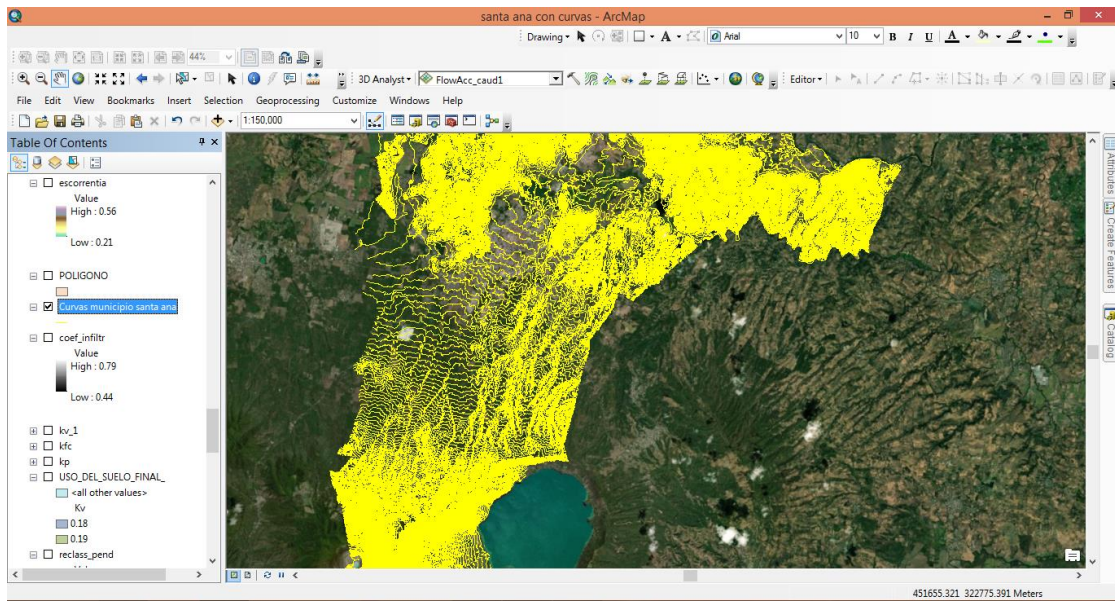 santa ana con curvas - ArcMap
Drawing Arial 10 B I U A
44%
3D Analyst FlowAcc_caud1 Editor
File Edit View Bookmarks Insert Selection Geoprocessing Customize Windows Help
1:150,000
Table Of Contents
escorrentia
Value
High : 0.56
Low : 0.21
POLIGONO
Curvas municipio santa ana
coef_infiltr
Value
High : 0.79
Low : 0.44
kv_1
kfc
kp
USO_DEL_SUELO_FINAL_
<all other values>
Kv
0.18
0.19
reclass_pend
Attributes
Create Features
Catalog
451655.321 322775.391 Meters